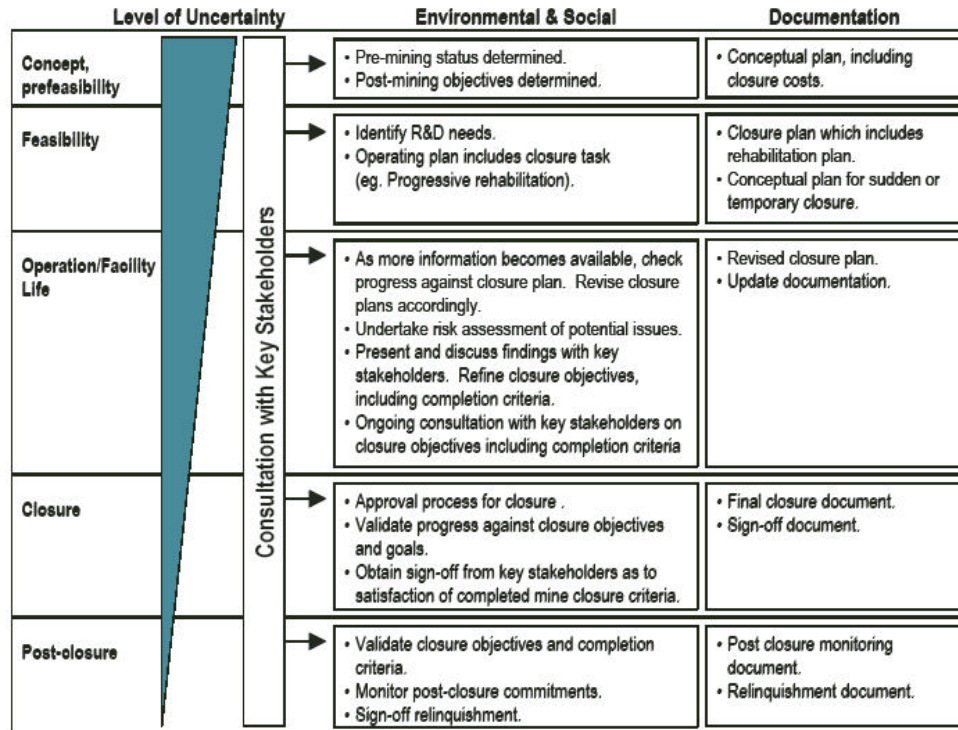 Level of Uncertainty
Environmental & Social
Documentation
Concept,
prefeasibility
• Pre-mining status determined.
• Post-mining objectives determined.
• Conceptual plan, including
closure costs.
Feasibility
• Identify R&D needs.
• Operating plan includes closure task
(eg. Progressive rehabilitation).
• Closure plan which includes
rehabilitation plan.
• Conceptual plan for sudden or
temporary closure.
Consultation with Key Stakeholders
Operation/Facility
Life
• As more information becomes available, check
progress against closure plan. Revise closure
plans accordingly.
• Undertake risk assessment of potential issues.
• Present and discuss findings with key
stakeholders. Refine closure objectives,
including completion criteria.
• Ongoing consultation with key stakeholders on
closure objectives including completion criteria
• Revised closure plan.
• Update documentation.
Closure
• Approval process for closure .
• Validate progress against closure objectives
and goals.
• Obtain sign-off from key stakeholders as to
satisfaction of completed mine closure criteria.
• Final closure document.
• Sign-off document.
Post-closure
• Validate closure objectives and completion
criteria.
• Monitor post-closure commitments.
• Sign-off relinquishment.
• Post closure monitoring
document.
• Relinquishment document.